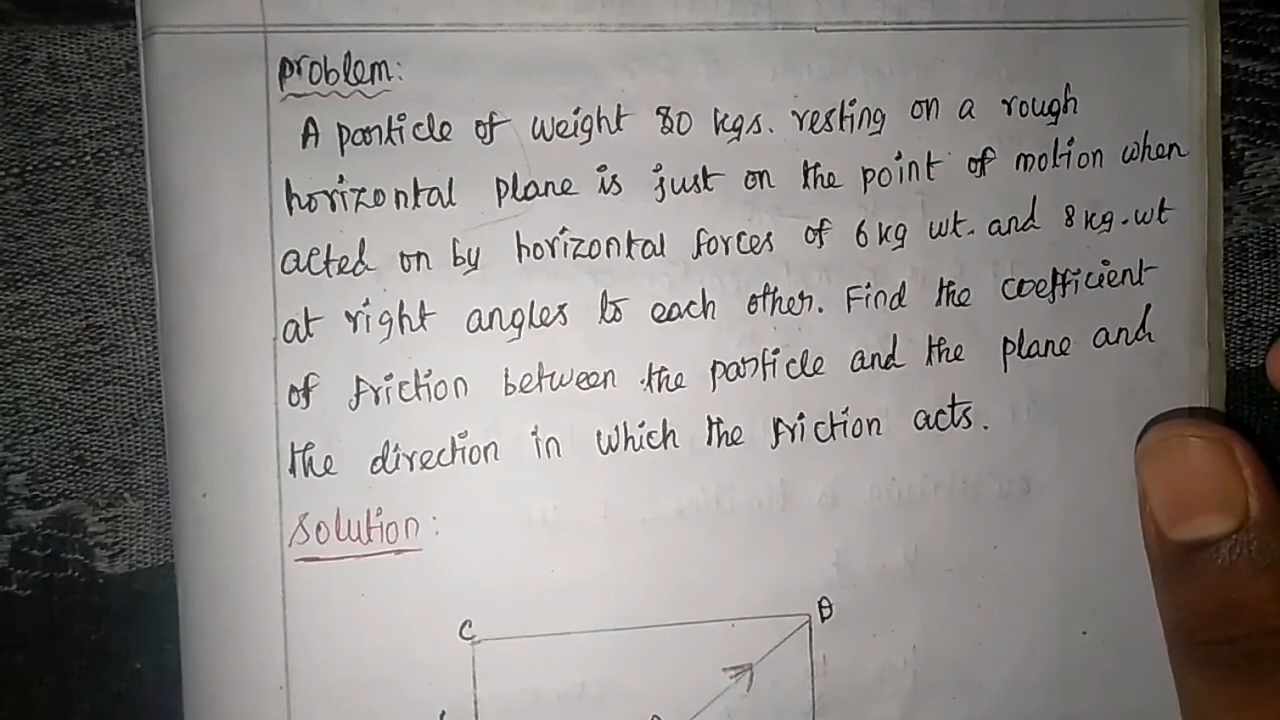 Problem:
A particle of weight 80 kgs. resting on a rough
horizontal plane is just on the point of motion when
acted on by horizontal forces of 6 kg wt. and 8 kg.wt
at right angles to each other. Find the coefficient
of friction between the particle and the plane and
the direction in which the friction acts.
Solution:
C
B